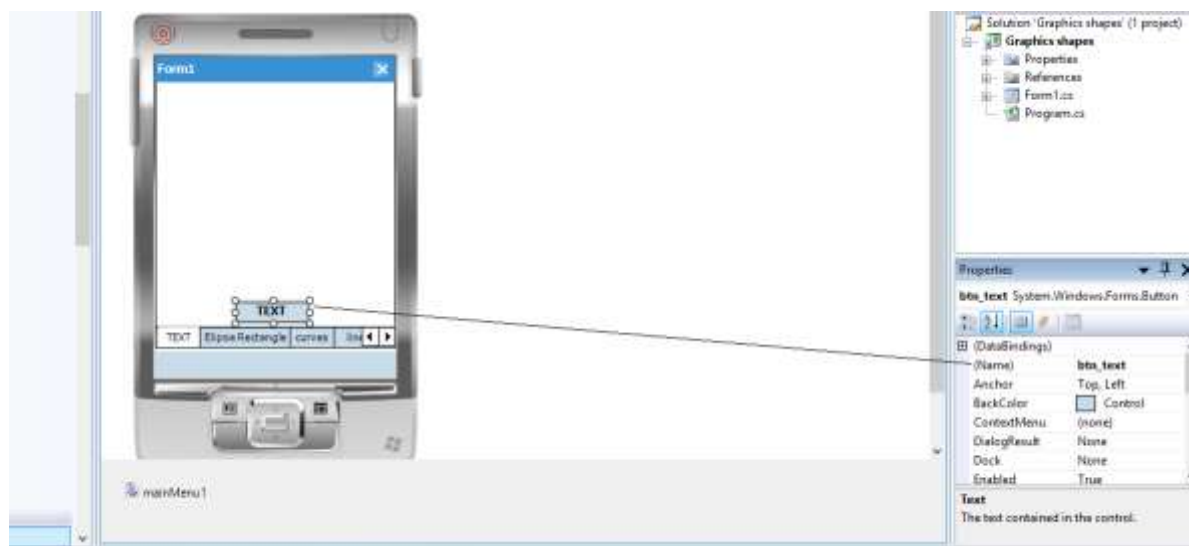 Form1
TEXT
TEXT
Elipse Rectangle
curves
mainMenu1
Solution 'Graphics shapes' (1 project)
Graphics shapes
Properties
References
Form1.cs
Program.cs
Properties
btn_text System.Windows.Forms.Button
(DataBindings)
(Name) btn_text
Anchor Top, Left
BackColor Control
ContextMenu (none)
DialogResult None
Dock None
Enabled True
Text
The text contained in the control.